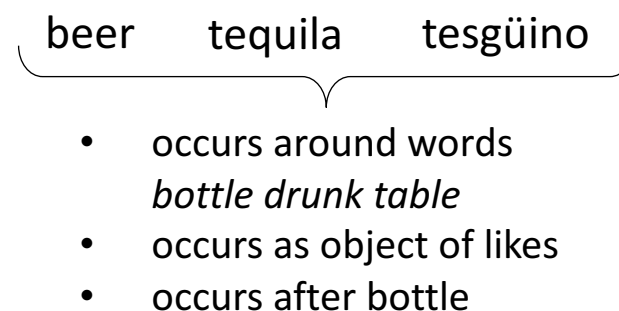 beer tequila tesgüino
• occurs around words
bottle drunk table
• occurs as object of likes
• occurs after bottle